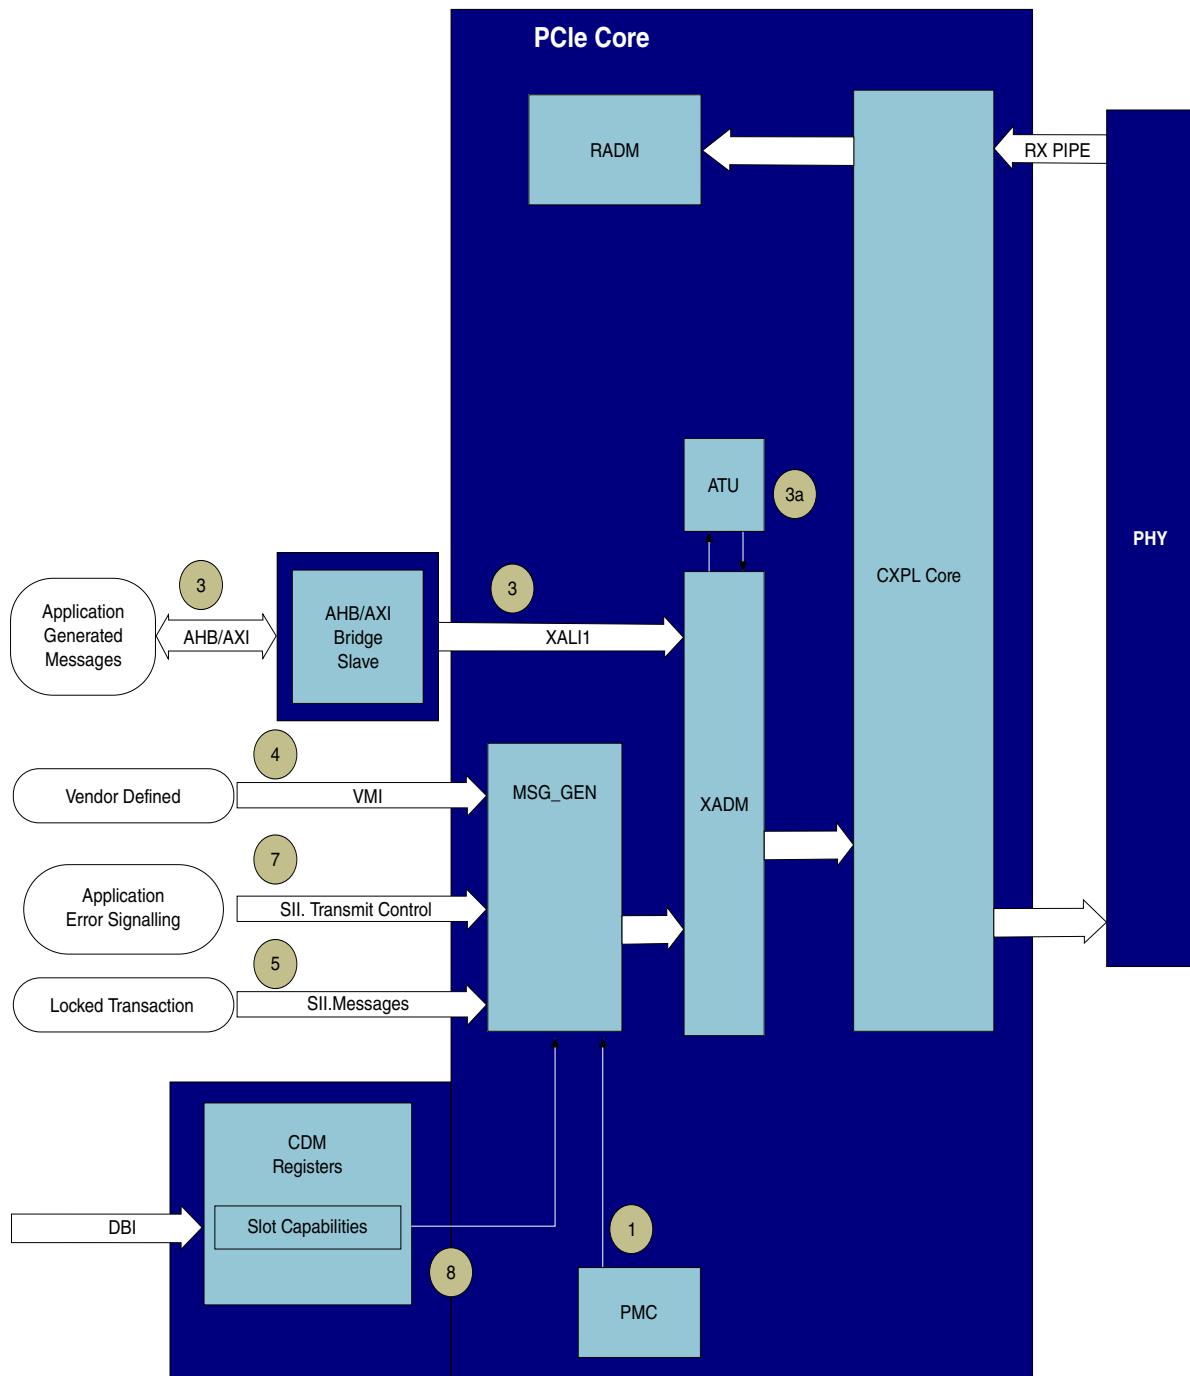 PCIe Core
RADM
RX PIPE
ATU
3a
PHY
CXPL Core
3
3
Application
Generated
Messages
AHB/AXI
AHB/AXI
Bridge
Slave
XALI1
4
Vendor Defined
VMI
MSG_GEN
XADM
7
Application
Error Signalling
SII. Transmit Control
5
Locked Transaction
SII.Messages
CDM
Registers
DBI
Slot Capabilities
1
8
PMC